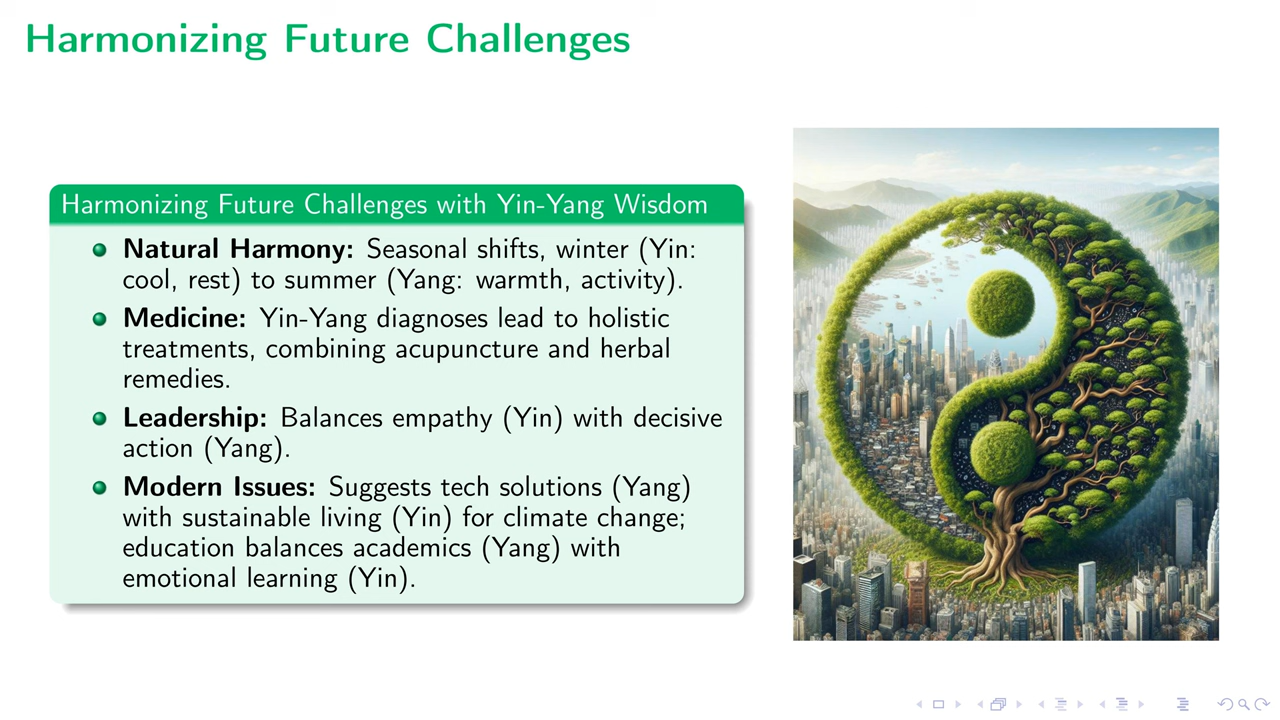 Harmonizing Future Challenges
Harmonizing Future Challenges with Yin-Yang Wisdom
Natural Harmony: Seasonal shifts, winter (Yin:
cool, rest) to summer (Yang: warmth, activity).
Medicine: Yin-Yang diagnoses lead to holistic
treatments, combining acupuncture and herbal
remedies.
Leadership: Balances empathy (Yin) with decisive
action (Yang).
Modern Issues: Suggests tech solutions (Yang)
with sustainable living (Yin) for climate change;
education balances academics (Yang) with
emotional learning (Yin).